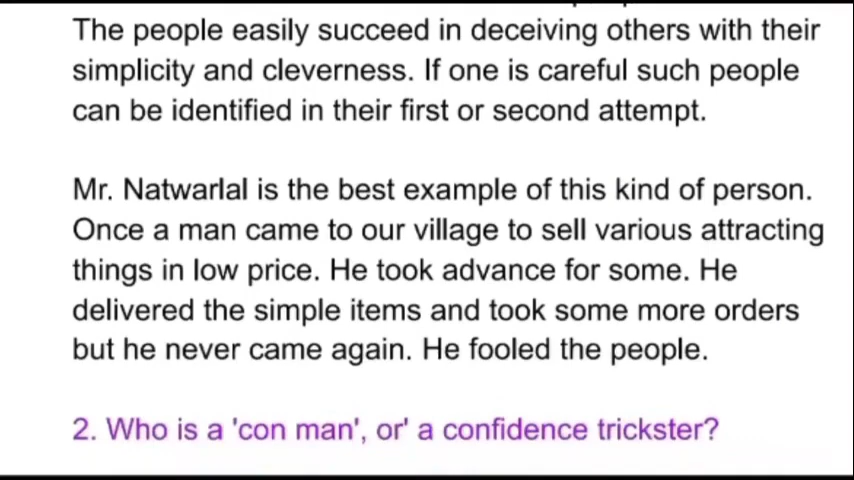 The people easily succeed in deceiving others with their
simplicity and cleverness. If one is careful such people
can be identified in their first or second attempt.
Mr. Natwarlal is the best example of this kind of person.
Once a man came to our village to sell various attracting
things in low price. He took advance for some. He
delivered the simple items and took some more orders
but he never came again. He fooled the people.
2. Who is a 'con man', or' a confidence trickster?